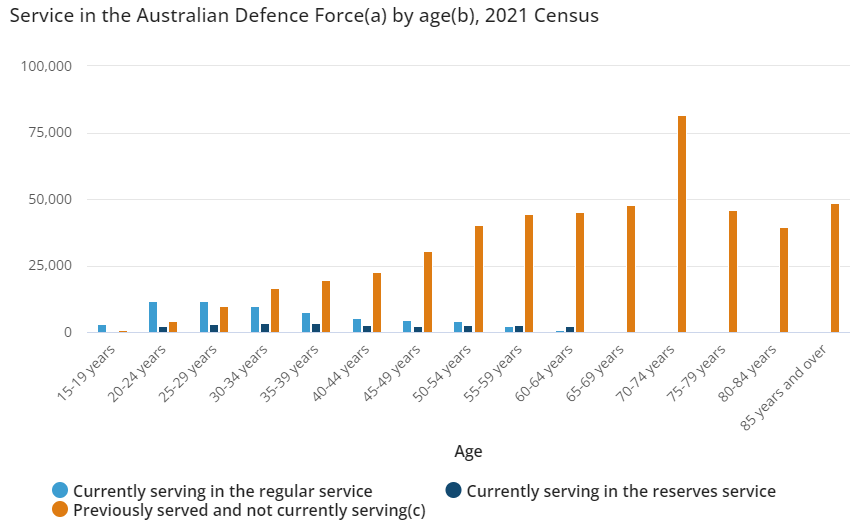 Service in the Australian Defence Force(a) by age(b), 2021 Census
100,000
75,000
50,000
25,000
0
15-19 years
20-24 years
25-29 years
30-34 years
35-39 years
40-44 years
45-49 years
50-54 years
55-59 years
60-64 years
65-69 years
70-74 years
75-79 years
80-84 years
85 years and over
Age
Currently serving in the regular service
Currently serving in the reserves service
Previously served and not currently serving(c)